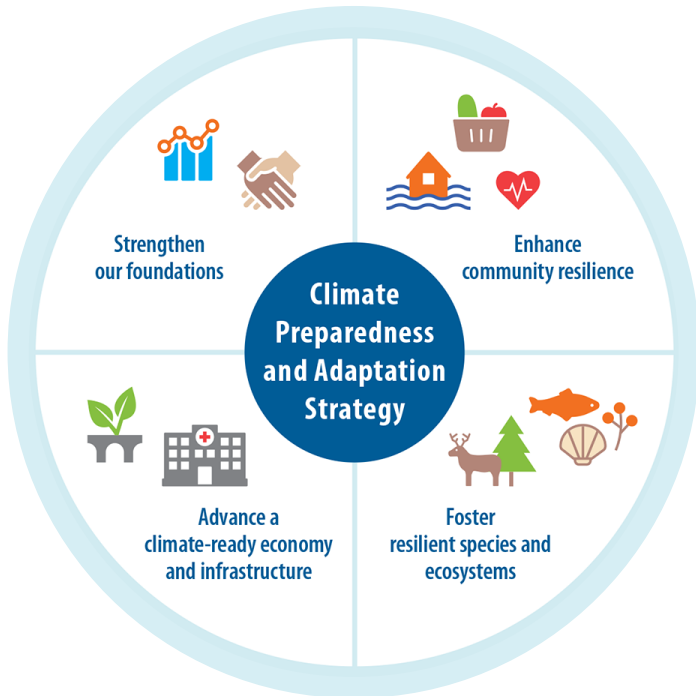 Strengthen
our foundations
Enhance
community resilience
Climate
Preparedness
and Adaptation
Strategy
Advance a
climate-ready economy
and infrastructure
Foster
resilient species and
ecosystems